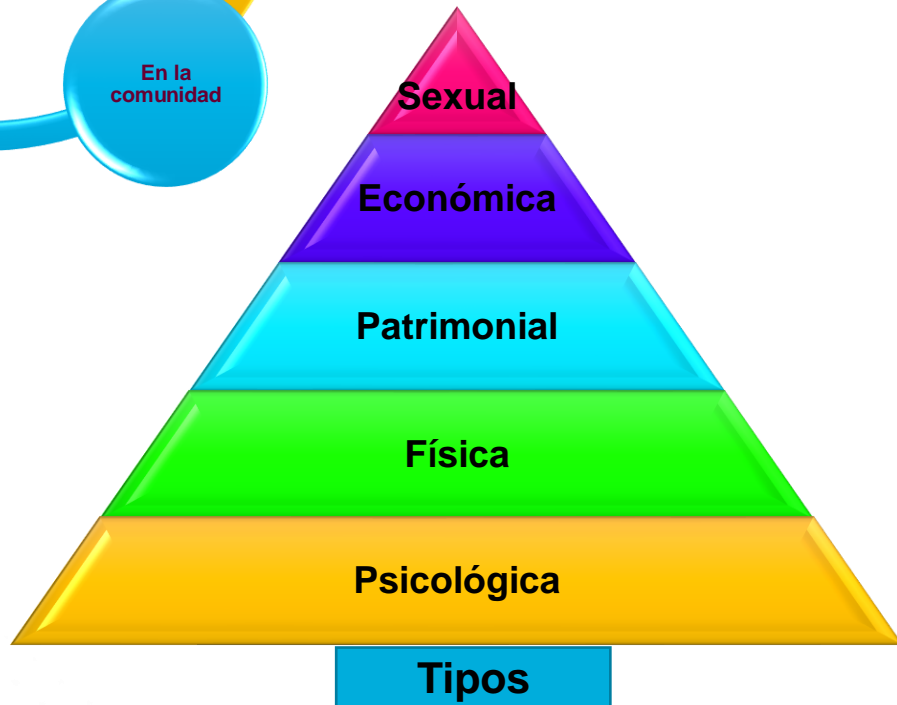 En la
comunidad
Sexual
Económica
Patrimonial
Física
Psicológica
Tipos